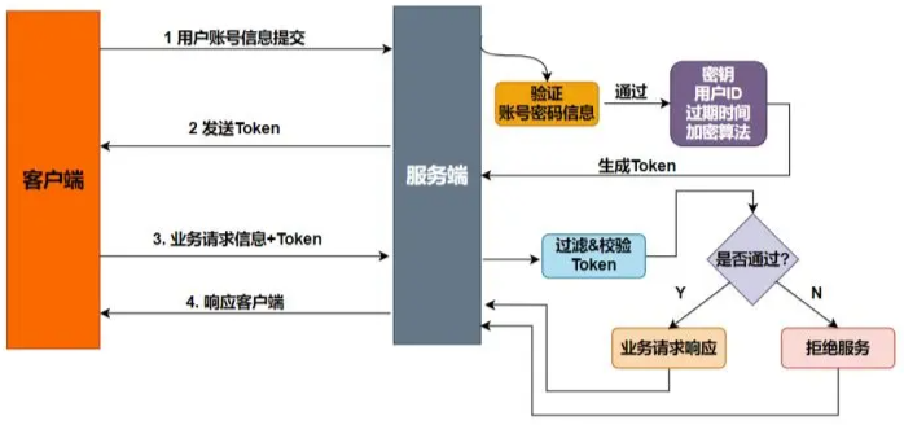 1 用户账号信息提交
验证
账号密码信息
通过
密钥
用户ID
过期时间
加密算法
2 发送Token
生成Token
客户端
服务端
3. 业务请求信息+Token
过滤&校验
Token
是否通过?
4. 响应客户端
Y
N
业务请求响应
拒绝服务